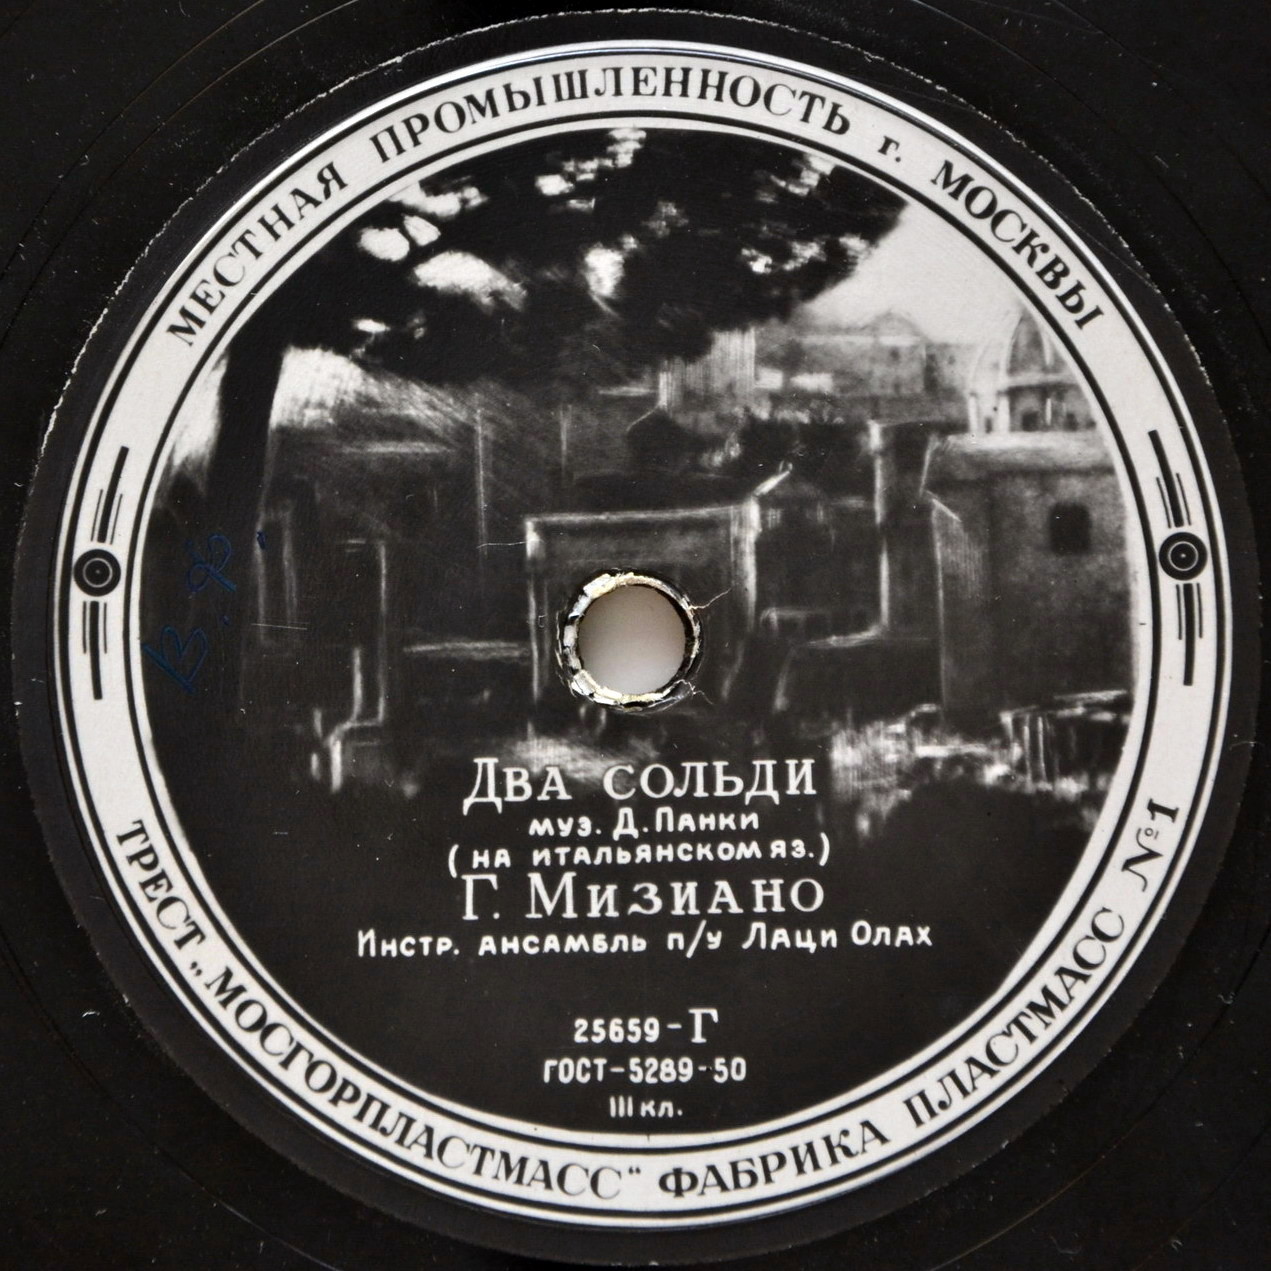 МЕСТНАЯ ПРОМЫШЛЕННОСТЬ г. МОСКВЫ
Два сольди
муз. Д. Панки
(на итальянском яз.)
Г. Мизиано
Инстр. ансамбль п/у Лаци Олах
25659-Г
ГОСТ-5289-50
III кл.
ТРЕСТ „МОСГОРПЛАСТМАСС“ ФАБРИКА ПЛАСТМАСС №1